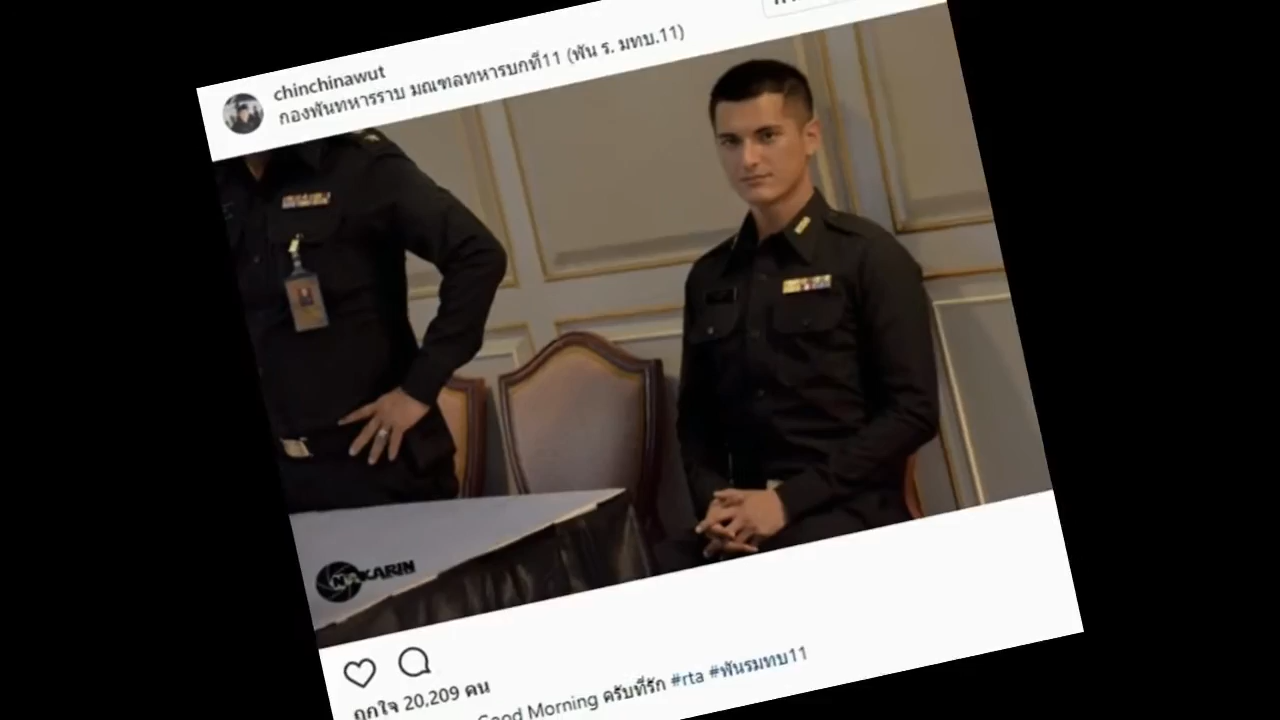 chinchinawut
กองพันทหารราบ มณฑลทหารบกที่11 (พัน ร. มทบ.11)
NAKARIN
ถูกใจ 20,209 คน
Good Morning ครับที่รัก #rta #พันรมทบ11